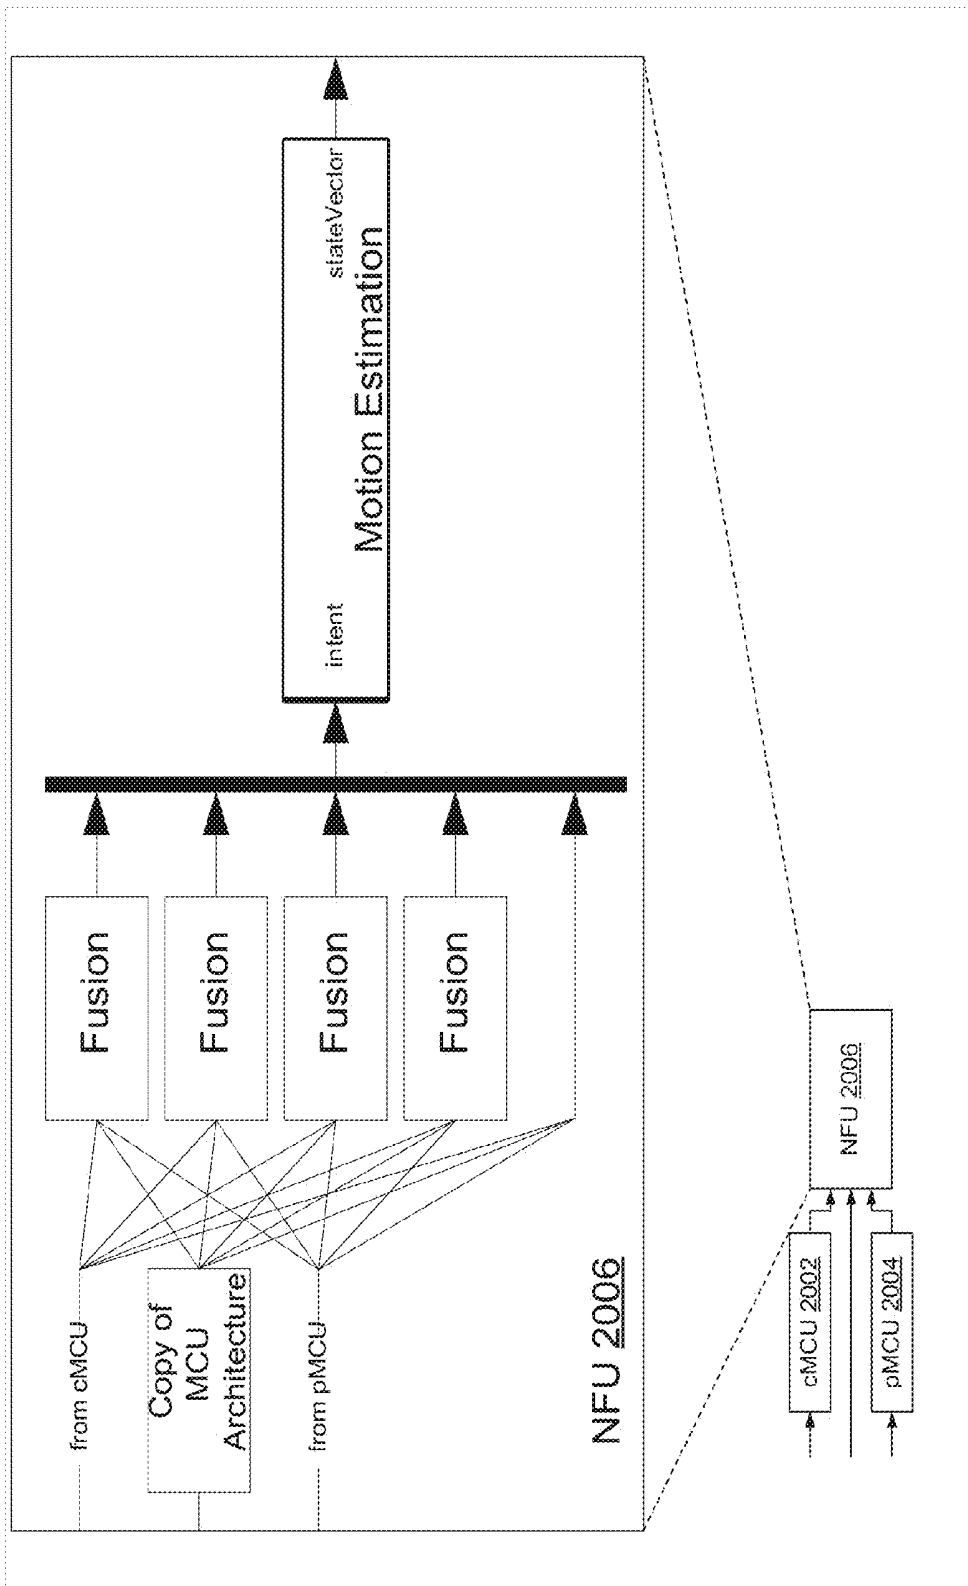 from cMCU
Copy of
MCU
Architecture
from pMCU
Fusion
Fusion
Fusion
Fusion
intent
stateVector
Motion Estimation
NFU 2006
cMCU 2002
pMCU 2004
NFU 2006